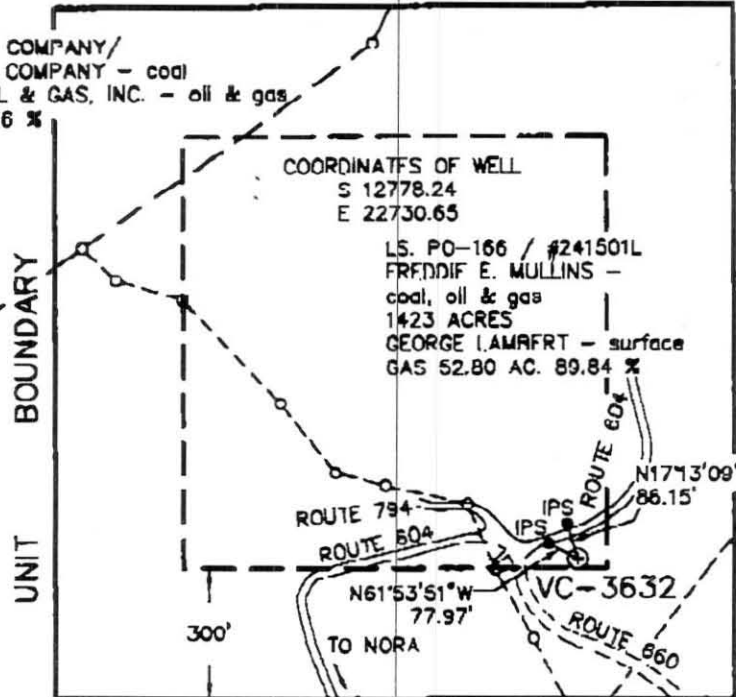 COMPANY/
COMPANY - coal
L & GAS, INC. - oil & gas
6 %
COORDINATES OF WELL
S 12778.24
E 22730.65
LS. PO-166 / #241501L
FREDDIE E. MULLINS -
coal, oil & gas
1423 ACRES
GEORGE LAMBERT - surface
GAS 52.80 AC. 89.84 %
UNIT BOUNDARY
ROUTE 604
N17°13'09"
86.15'
IPS
IPS
ROUTE 794
ROUTE 604
N61°53'51"W
77.97'
VC-3632
300'
TO NORA
ROUTE 660